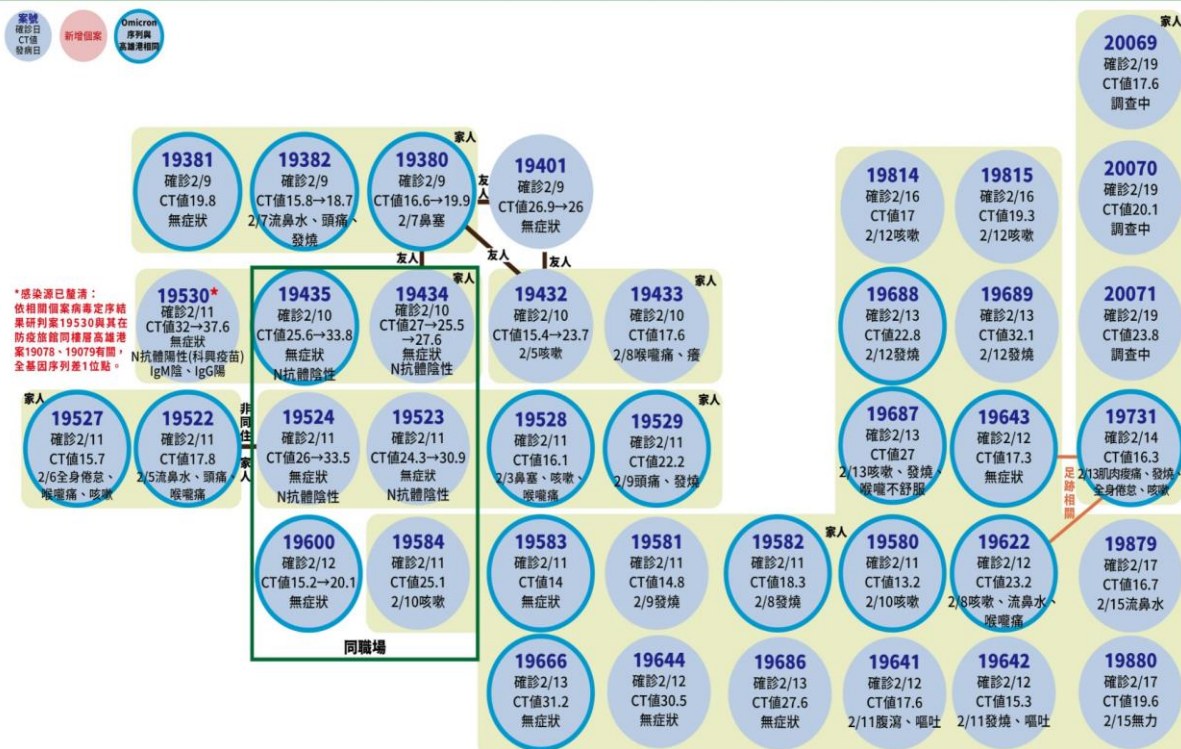 案號
確診日
CT值
發病日
新增個案
Omicron
序列與
高雄港相同
家人
20069
確診2/19
CT值17.6
調查中
家人
19381
確診2/9
CT值19.8
無症狀
19382
確診2/9
CT值15.8→18.7
2/7流鼻水、頭痛、
發燒
19380
確診2/9
CT值16.6→19.9
2/7鼻塞
友人
19401
確診2/9
CT值26.9→26
無症狀
19814
確診2/16
CT值17
2/12咳嗽
19815
確診2/16
CT值19.3
2/12咳嗽
20070
確診2/19
CT值20.1
調查中
友人
友人
友人
*感染源已釐清：
依相關個案病毒定序結
果研判案19530與其在
防疫旅館同樓層高雄港
案19078、19079有關，
全基因序列差1位點。
19530*
確診2/11
CT值32→37.6
無症狀
N抗體陽性(科興疫苗)
IgM陰、IgG陽
19435
確診2/10
CT值25.6→33.8
無症狀
N抗體陰性
家人
19434
確診2/10
CT值27→25.5
→27.6
無症狀
N抗體陰性
19432
確診2/10
CT值15.4→23.7
2/5咳嗽
家人
19433
確診2/10
CT值17.6
2/8喉嚨痛、癢
19688
確診2/13
CT值22.8
2/12發燒
19689
確診2/13
CT值32.1
2/12發燒
20071
確診2/19
CT值23.8
調查中
家人
19527
確診2/11
CT值15.7
2/6全身倦怠、
喉嚨痛、咳嗽
19522
確診2/11
CT值17.8
2/5流鼻水、頭痛、
喉嚨痛
非同住家人
19524
確診2/11
CT值26→33.5
無症狀
N抗體陰性
19523
確診2/11
CT值24.3→30.9
無症狀
N抗體陰性
19528
確診2/11
CT值16.1
2/3鼻塞、咳嗽、
喉嚨痛
家人
19529
確診2/11
CT值22.2
2/9頭痛、發燒
19687
確診2/13
CT值27
2/13咳嗽、發燒、
喉嚨不舒服
19643
確診2/12
CT值17.3
無症狀
19731
確診2/14
CT值16.3
2/13肌肉痠痛、發燒、
全身倦怠、咳嗽
足跡相關
19600
確診2/12
CT值15.2→20.1
無症狀
19584
確診2/11
CT值25.1
2/10咳嗽
同職場
19583
確診2/11
CT值14
無症狀
19581
確診2/11
CT值14.8
2/9發燒
19582
確診2/11
CT值18.3
2/8發燒
家人
19580
確診2/11
CT值13.2
2/10咳嗽
19622
確診2/12
CT值23.2
2/8咳嗽、流鼻水、
喉嚨痛
19879
確診2/17
CT值16.7
2/15流鼻水
19666
確診2/13
CT值31.2
無症狀
19644
確診2/12
CT值30.5
無症狀
19686
確診2/13
CT值27.6
無症狀
19641
確診2/12
CT值17.6
2/11腹瀉、嘔吐
19642
確診2/12
CT值15.3
2/11發燒、嘔吐
19880
確診2/17
CT值19.6
2/15無力